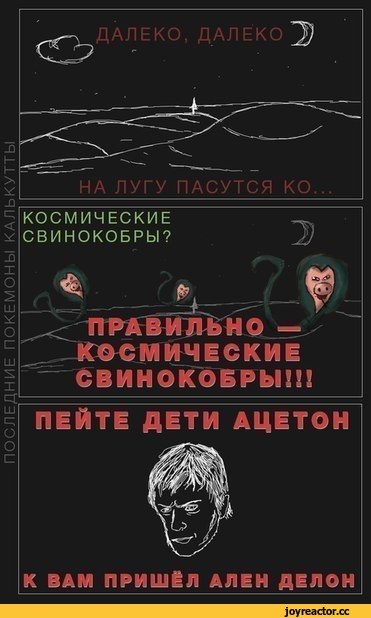 ДАЛЕКО, ДАЛЕКО
НА ЛУГУ ПАСУТСЯ КО...
КОСМИЧЕСКИЕ
СВИНОКОБРЫ?
ПРАВИЛЬНО —
КОСМИЧЕСКИЕ
СВИНОКОБРЫ!!!
ПЕЙТЕ ДЕТИ АЦЕТОН
К ВАМ ПРИШЁЛ АЛЕН ДЕЛОН
ПОСЛЕДНИЕ ПОКЕМОНЫ КАЛЬКУТТЫ
joyreactor.cc